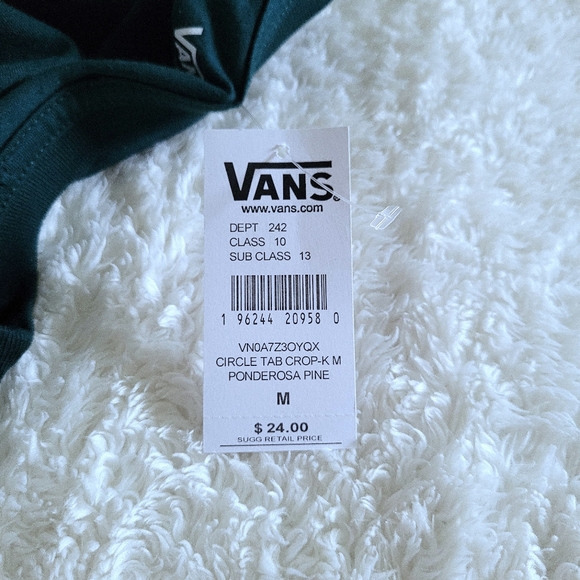 VANS
VANS
www.vans.com
DEPT 242
CLASS 10
SUB CLASS 13
1 96244 20958 0
VN0A7Z3OYQX
CIRCLE TAB CROP-K M
PONDEROSA PINE
M
$ 24.00
SUGG RETAIL PRICE